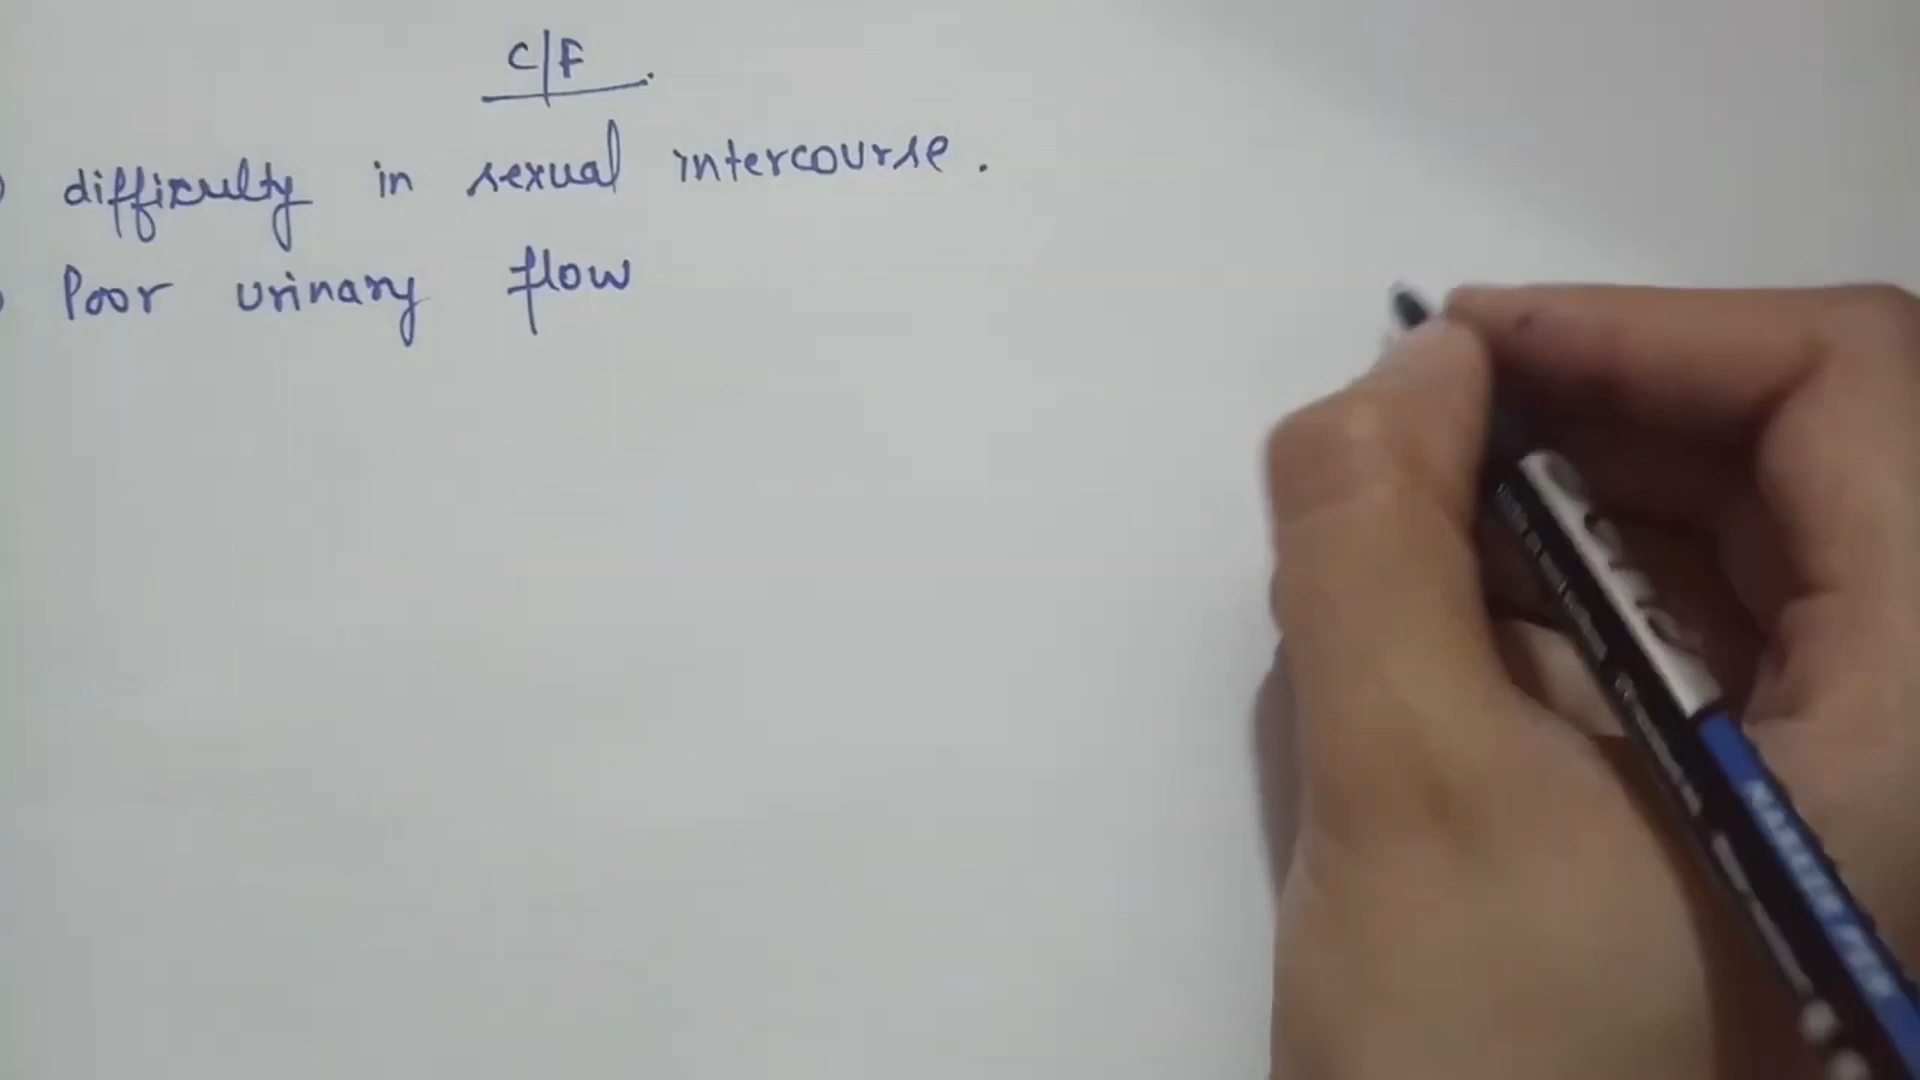 C/F.
difficulty in sexual intercourse.
Poor urinary flow